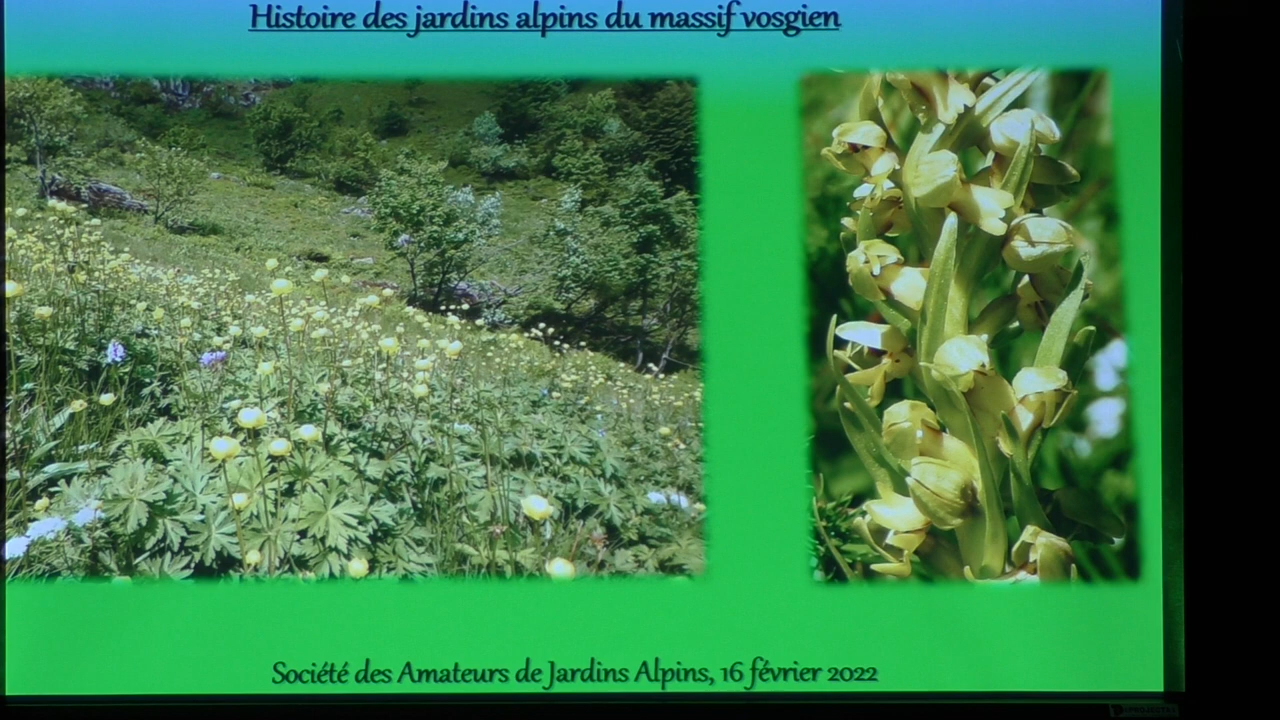 Histoire des jardins alpins du massif vosgien
Société des Amateurs de Jardins Alpins, 16 février 2022